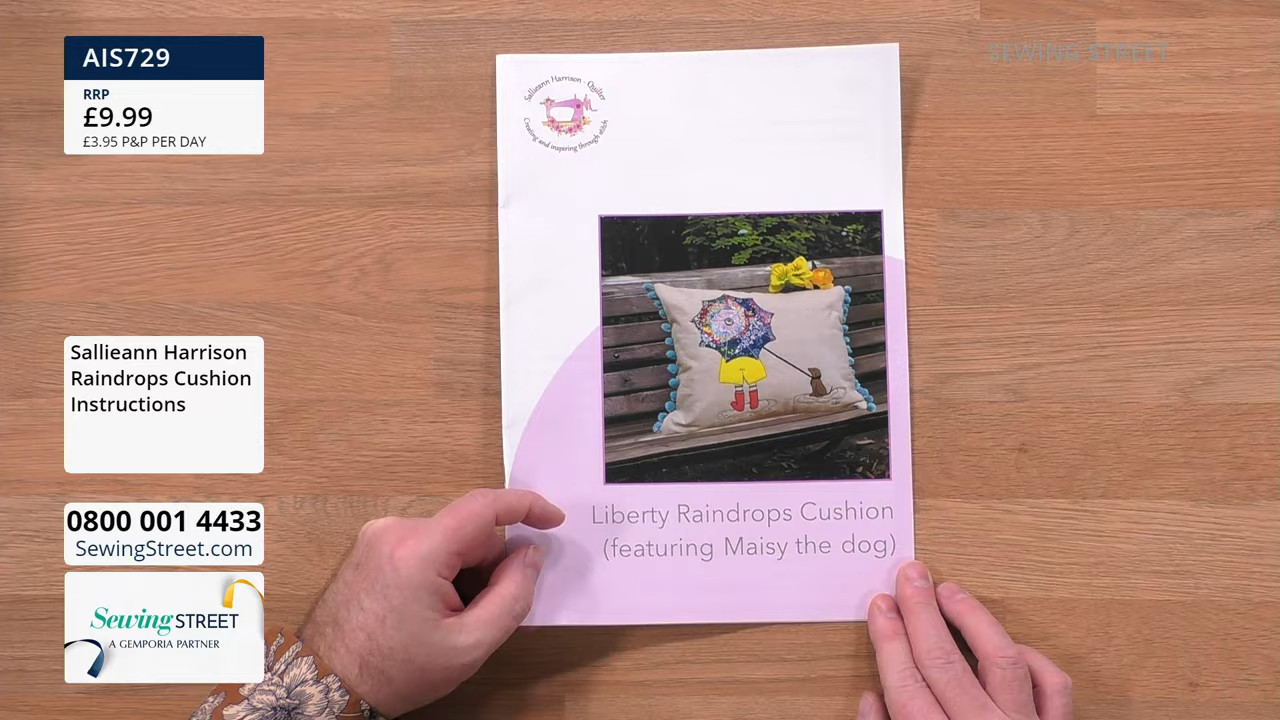 AIS729
RRP
£9.99
£3.95 P&P PER DAY
SEWING STREET
Sallieann Harrison - Quilter
Creating and inspiring through stitch
Sallieann Harrison
Raindrops Cushion
Instructions
Liberty Raindrops Cushion
(featuring Maisy the dog)
0800 001 4433
SewingStreet.com
Sewing STREET
A GEMPORIA PARTNER